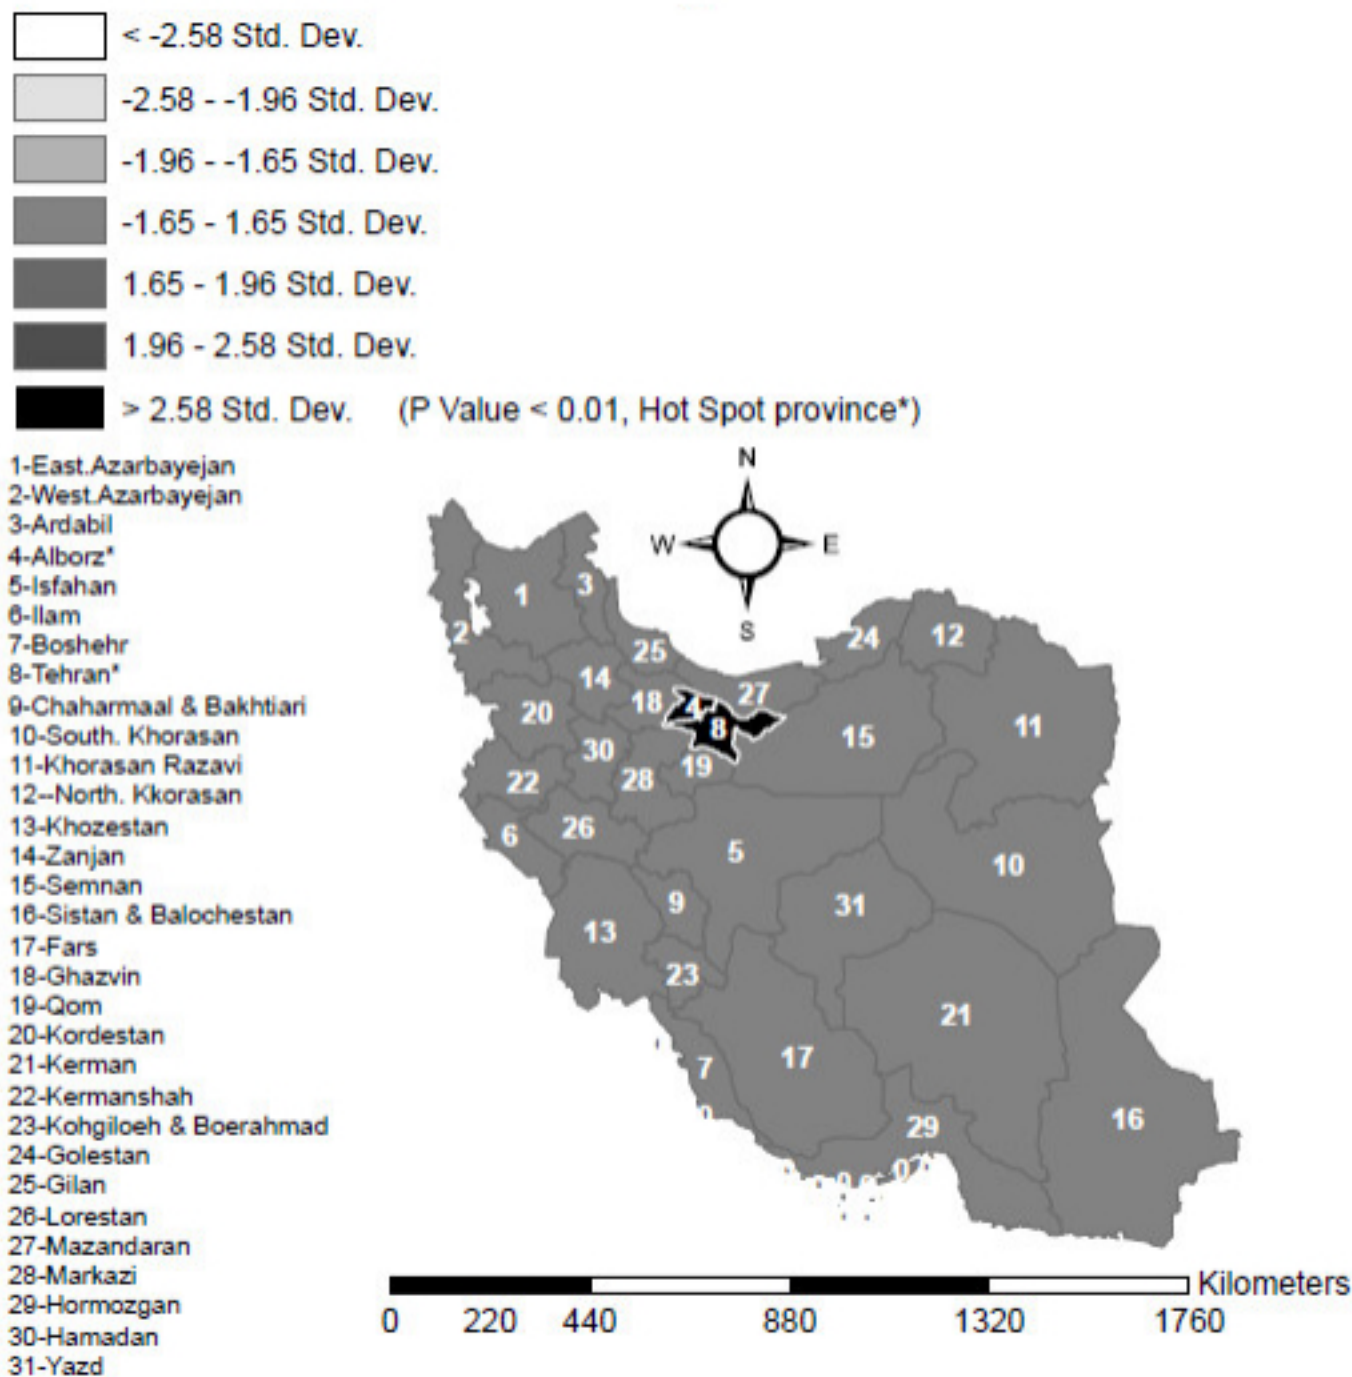 < -2.58 Std. Dev.
-2.58 - -1.96 Std. Dev.
-1.96 - -1.65 Std. Dev.
-1.65 - 1.65 Std. Dev.
1.65 - 1.96 Std. Dev.
1.96 - 2.58 Std. Dev.
> 2.58 Std. Dev. (P Value < 0.01, Hot Spot province*)
1-East.Azarbayejan
2-West.Azarbayejan
3-Ardabil
4-Alborz*
5-Isfahan
6-Ilam
7-Boshehr
8-Tehran*
9-Chaharmaal & Bakhtiari
10-South. Khorasan
11-Khorasan Razavi
12--North. Kkorasan
13-Khozestan
14-Zanjan
15-Semnan
16-Sistan & Balochestan
17-Fars
18-Ghazvin
19-Qom
20-Kordestan
21-Kerman
22-Kermanshah
23-Kohgiloeh & Boerahmad
24-Golestan
25-Gilan
26-Lorestan
27-Mazandaran
28-Markazi
29-Hormozgan
30-Hamadan
31-Yazd
N
W E
S
1
3
2
24
12
25
14
18
27
4
20
8
11
15
30
19
22
28
6
26
5
10
9
31
13
23
21
17
7
16
29
Kilometers
0 220 440 880 1320 1760